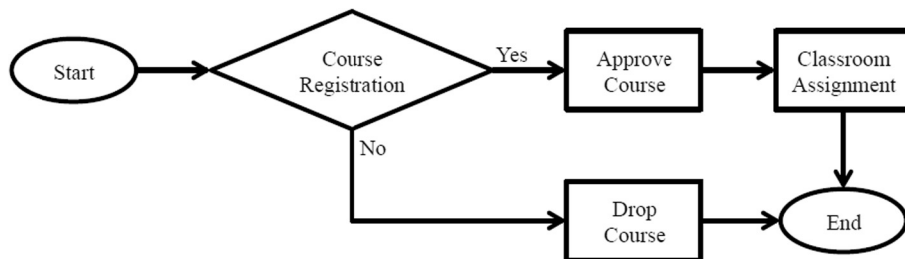 Start
Course
Registration
Yes
Approve
Course
Classroom
Assignment
No
Drop
Course
End